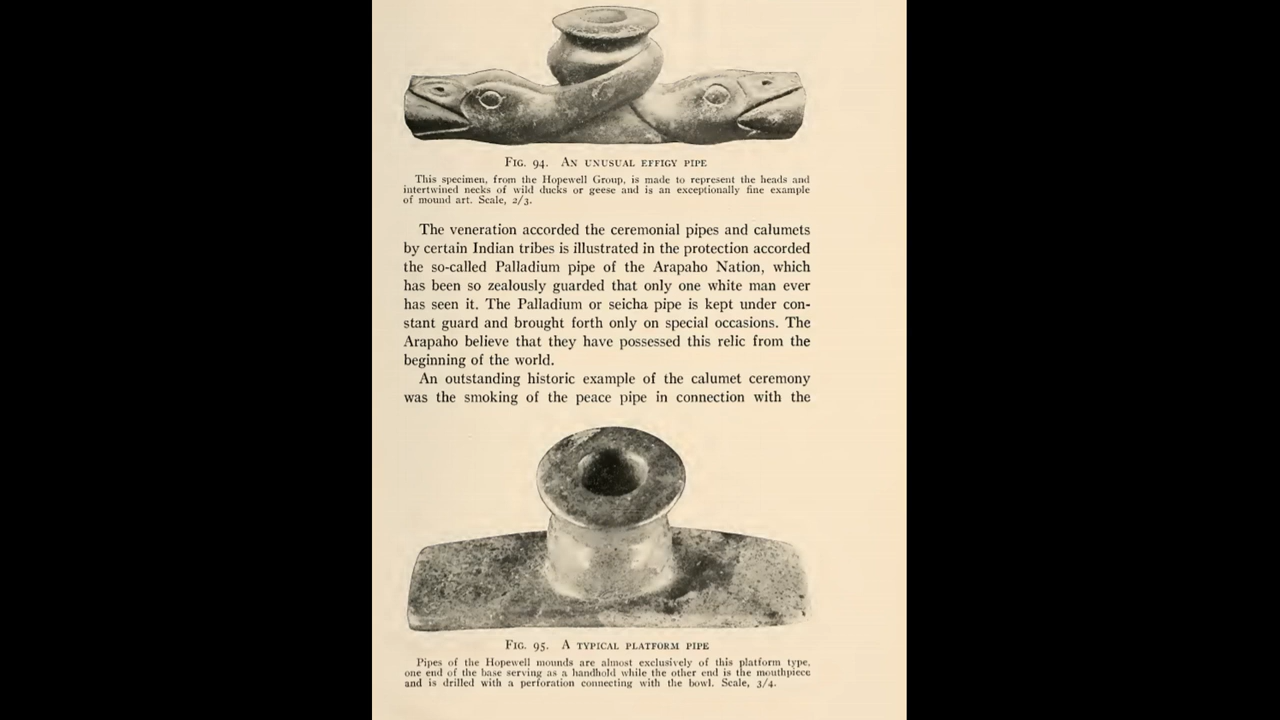 Fig. 94. An unusual effigy pipe
This specimen, from the Hopewell Group, is made to represent the heads and
intertwined necks of wild ducks or geese and is an exceptionally fine example
of mound art. Scale, 2/3.
The veneration accorded the ceremonial pipes and calumets
by certain Indian tribes is illustrated in the protection accorded
the so-called Palladium pipe of the Arapaho Nation, which
has been so zealously guarded that only one white man ever
has seen it. The Palladium or seicha pipe is kept under con-
stant guard and brought forth only on special occasions. The
Arapaho believe that they have possessed this relic from the
beginning of the world.
An outstanding historic example of the calumet ceremony
was the smoking of the peace pipe in connection with the
Fig. 95. A typical platform pipe
Pipes of the Hopewell mounds are almost exclusively of this platform type,
one end of the base serving as a handhold while the other end is the mouthpiece
and is drilled with a perforation connecting with the bowl. Scale, 3/4.